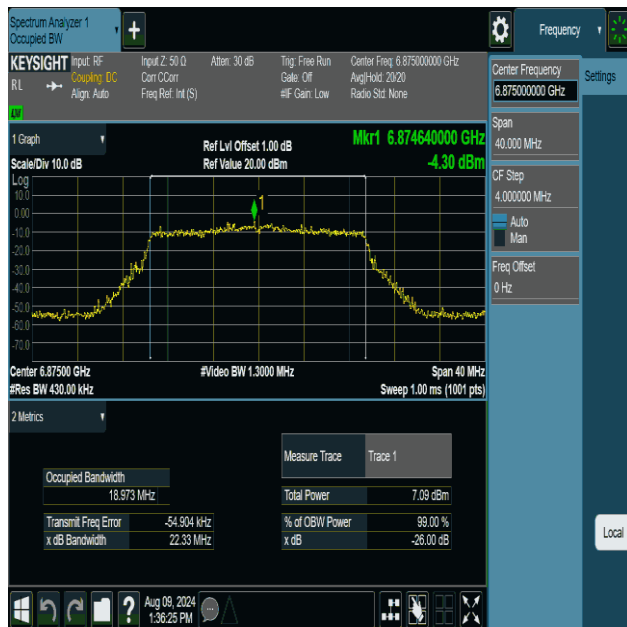 Spectrum Analyzer 1
Occupied BW
+
Frequency
KEYSIGHT
RL
Input: RF
Coupling: DC
Align: Auto
Input Z: 50 Ω
Corr CCorr
Freq Ref: Int (S)
Atten: 30 dB
Trig: Free Run
Gate: Off
#IF Gain: Low
Center Freq: 6.875000000 GHz
Avg|Hold: 20/20
Radio Std: None
LW
Center Frequency
6.875000000 GHz
Settings
Span
40.000 MHz
CF Step
4.000000 MHz
Auto
Man
Freq Offset
0 Hz
Local
1 Graph
Scale/Div 10.0 dB
Ref Lvl Offset 1.00 dB
Ref Value 20.00 dBm
Mkr1 6.874640000 GHz
-4.30 dBm
Log
10.0
0.00
-10.0
-20.0
-30.0
-40.0
-50.0
-60.0
-70.0
1
Center 6.87500 GHz
#Res BW 430.00 kHz
#Video BW 1.3000 MHz
Span 40 MHz
Sweep 1.00 ms (1001 pts)
2 Metrics
Occupied Bandwidth
18.973 MHz
Transmit Freq Error -54.904 kHz
x dB Bandwidth 22.33 MHz
Measure Trace Trace 1
Total Power 7.09 dBm
% of OBW Power 99.00 %
x dB -26.00 dB
?
Aug 09, 2024
1:36:25 PM